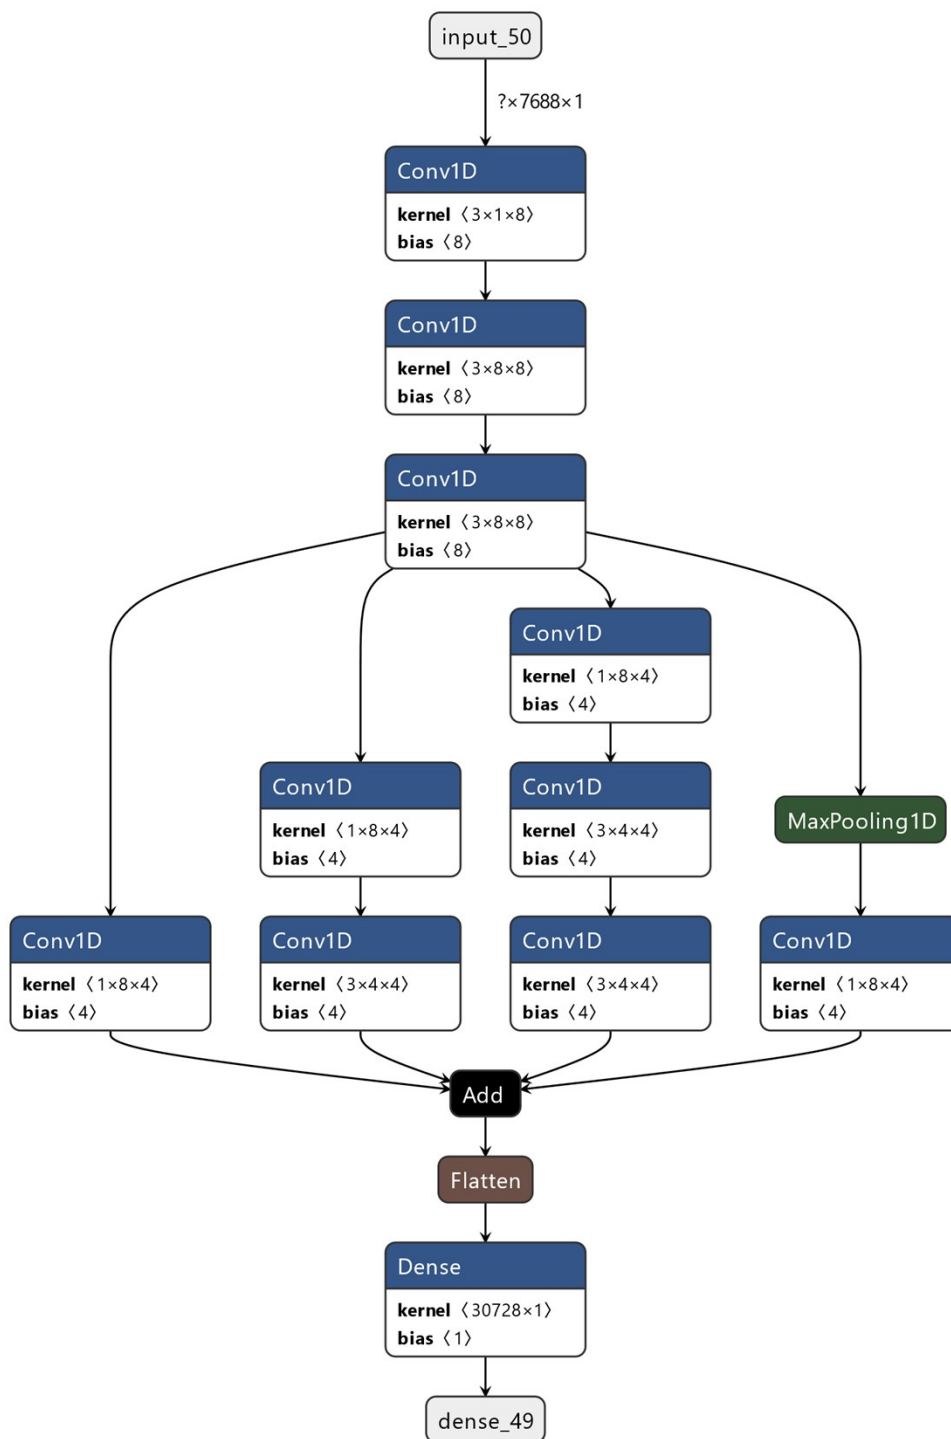 input_50
?×7688×1
Conv1D
kernel 〈3×1×8〉
bias 〈8〉
Conv1D
kernel 〈3×8×8〉
bias 〈8〉
Conv1D
kernel 〈3×8×8〉
bias 〈8〉
Conv1D
kernel 〈1×8×4〉
bias 〈4〉
Conv1D
kernel 〈1×8×4〉
bias 〈4〉
Conv1D
kernel 〈3×4×4〉
bias 〈4〉
MaxPooling1D
Conv1D
kernel 〈1×8×4〉
bias 〈4〉
Conv1D
kernel 〈3×4×4〉
bias 〈4〉
Conv1D
kernel 〈3×4×4〉
bias 〈4〉
Conv1D
kernel 〈1×8×4〉
bias 〈4〉
Add
Flatten
Dense
kernel 〈30728×1〉
bias 〈1〉
dense_49